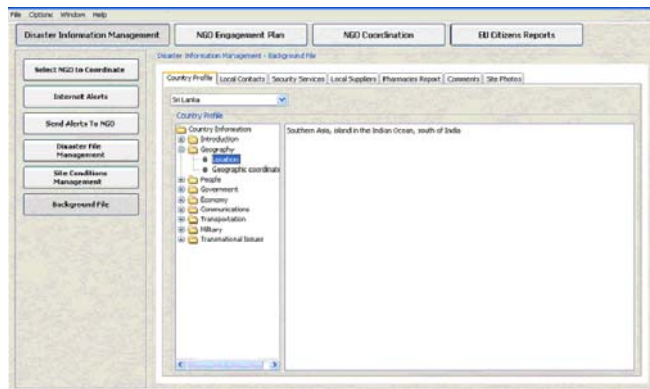 File Options Window Help
Disaster Information Management NGO Engagement Plan NGO Coordination EU Citizens Reports
Disaster Information Management - Background File
Select NGO to Coordinate
Internet Alerts
Send Alerts To NGO
Disaster File
Management
Site Conditions
Management
Background File
Country Profile Local Contacts Security Services Local Suppliers Pharmacies Report Comments Site Photos
Sri Lanka
Country Profile
Country Information
Introduction
Geography
Location
Geographic coordinate
People
Government
Economy
Communications
Transportation
Military
Transnational Issues
Southern Asia, island in the Indian Ocean, south of India